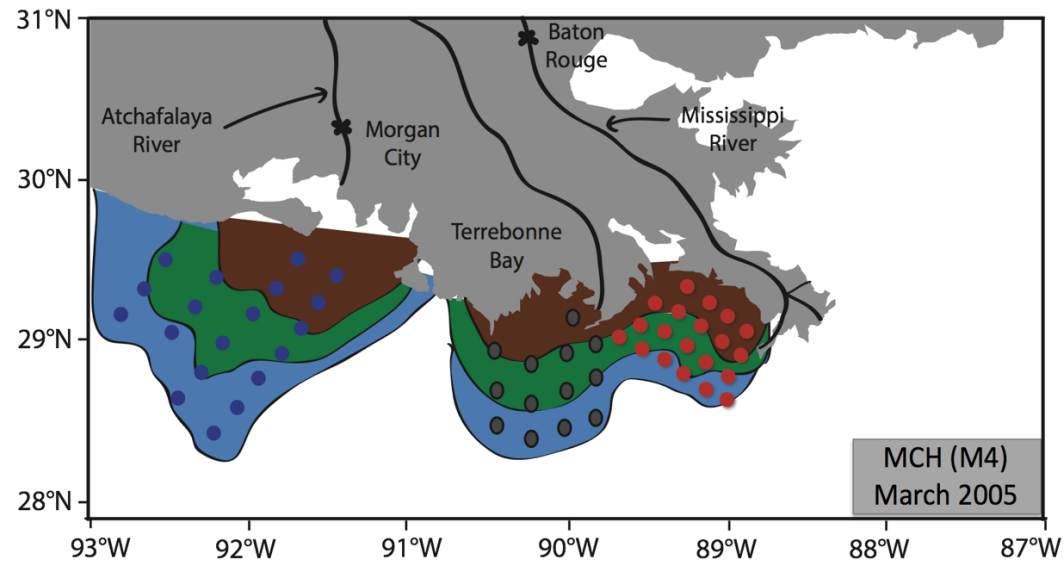 31°N
30°N
29°N
28°N
93°W
92°W
91°W
90°W
89°W
88°W
87°W
Atchafalaya
River
Morgan
City
Baton
Rouge
Mississippi
River
Terrebonne
Bay
MCH (M4)
March 2005